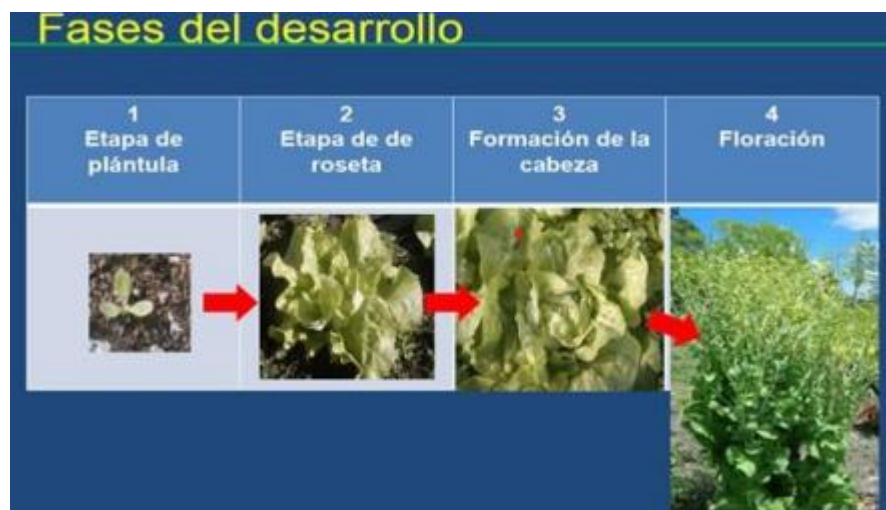 Fases del desarrollo
1
Etapa de
plántula
2
Etapa de de
roseta
3
Formación de la
cabeza
4
Floración